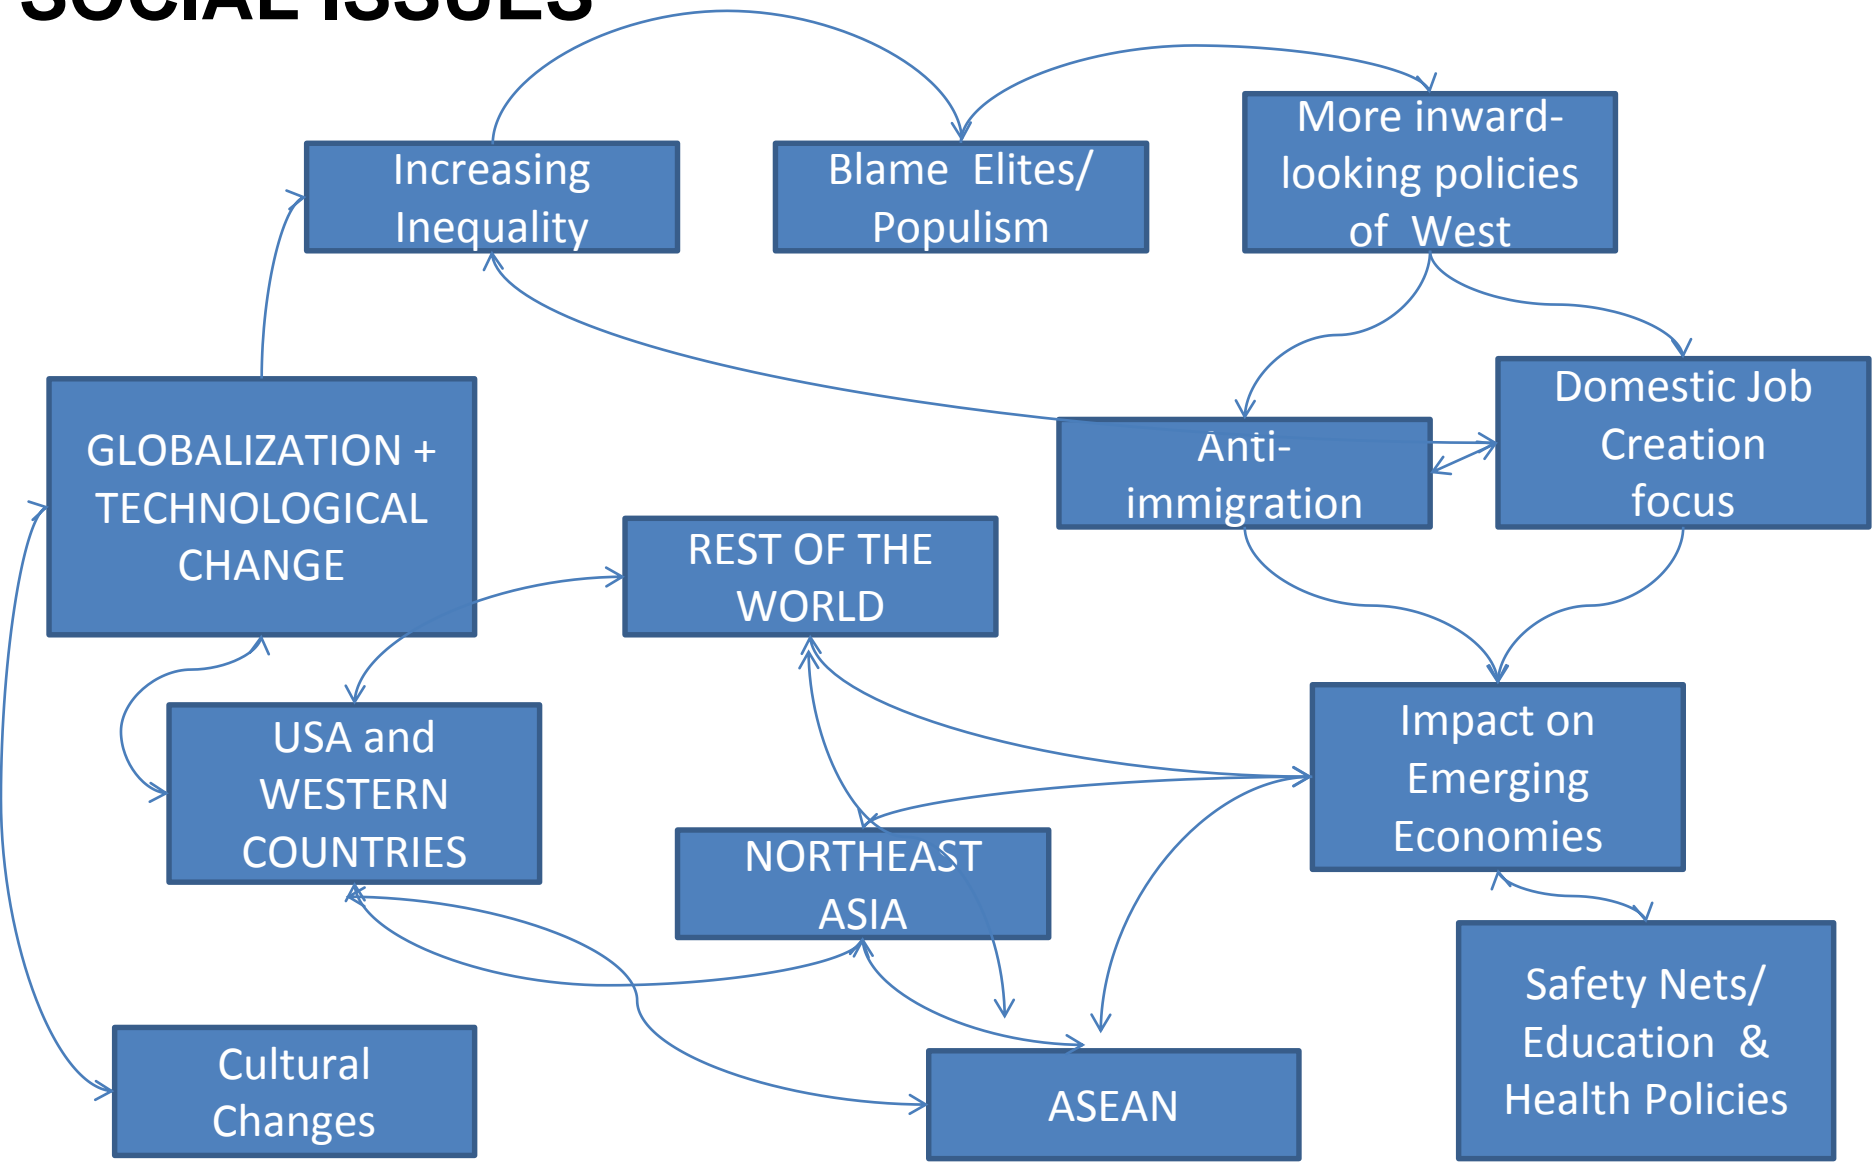 SOCIAL ISSUES
Increasing
Inequality
Blame  Elites/
Populism
More inward-
looking policies
of  West
GLOBALIZATION +
TECHNOLOGICAL
CHANGE
Anti-
immigration
Domestic Job
Creation
focus
REST OF THE
WORLD
USA and
WESTERN
COUNTRIES
NORTHEAST
ASIA
Impact on
Emerging
Economies
Cultural
Changes
ASEAN
Safety Nets/
Education  &
Health Policies